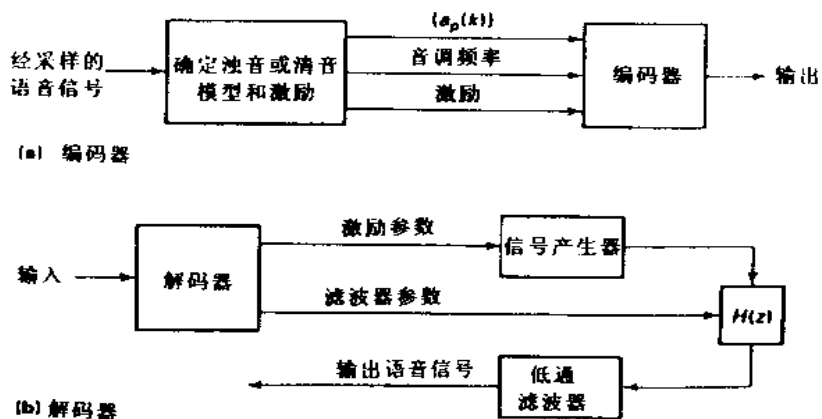 {a_p(k)}
经采样的
语音信号
确定浊音或清音
模型和激励
音调频率
激励
编码器
输出
(a) 编码器
激励参数
信号产生器
输入
解码器
滤波器参数
H(z)
输出语音信号
低通
滤波器
(b) 解码器